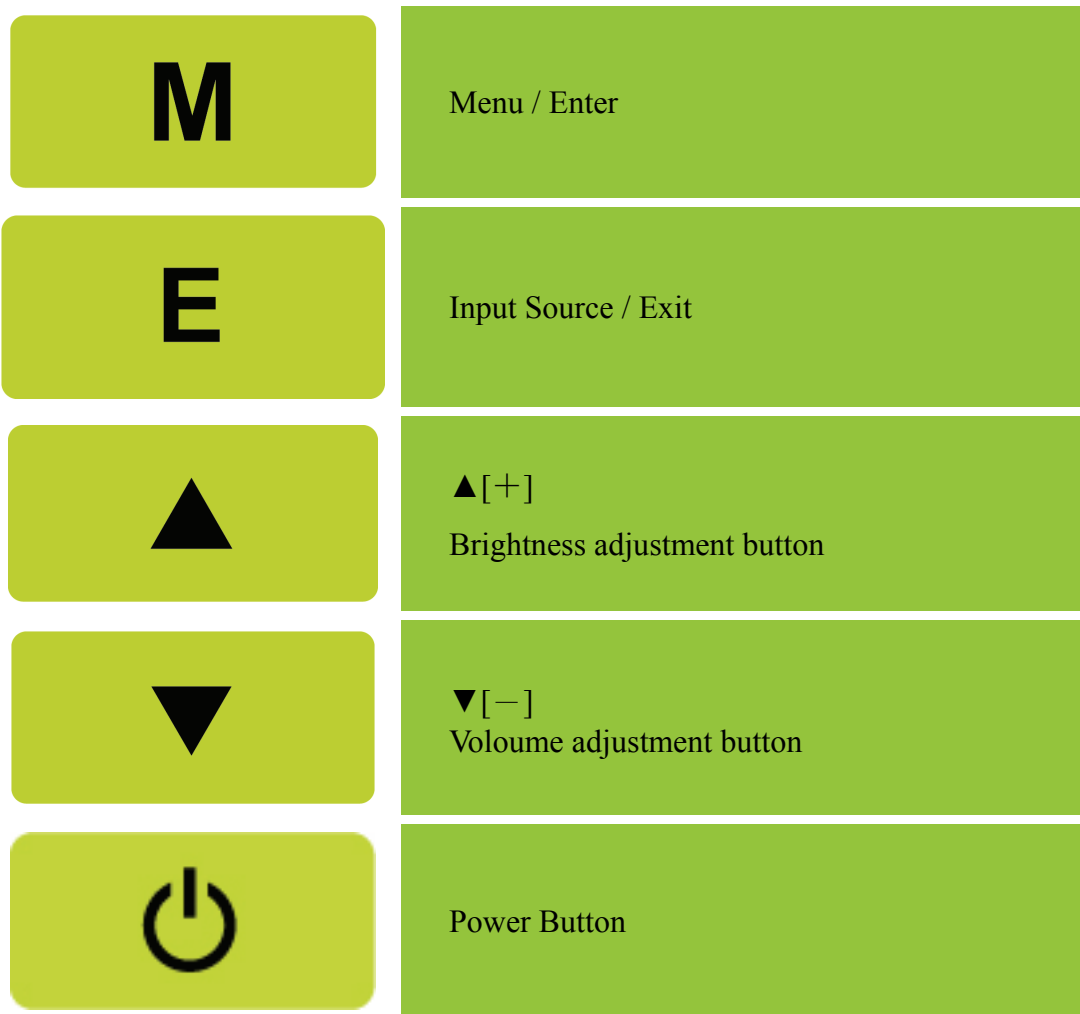 M
Menu / Enter
E
Input Source / Exit
▲[＋]
Brightness adjustment button
▼[－]
Voloume adjustment button
Power Button